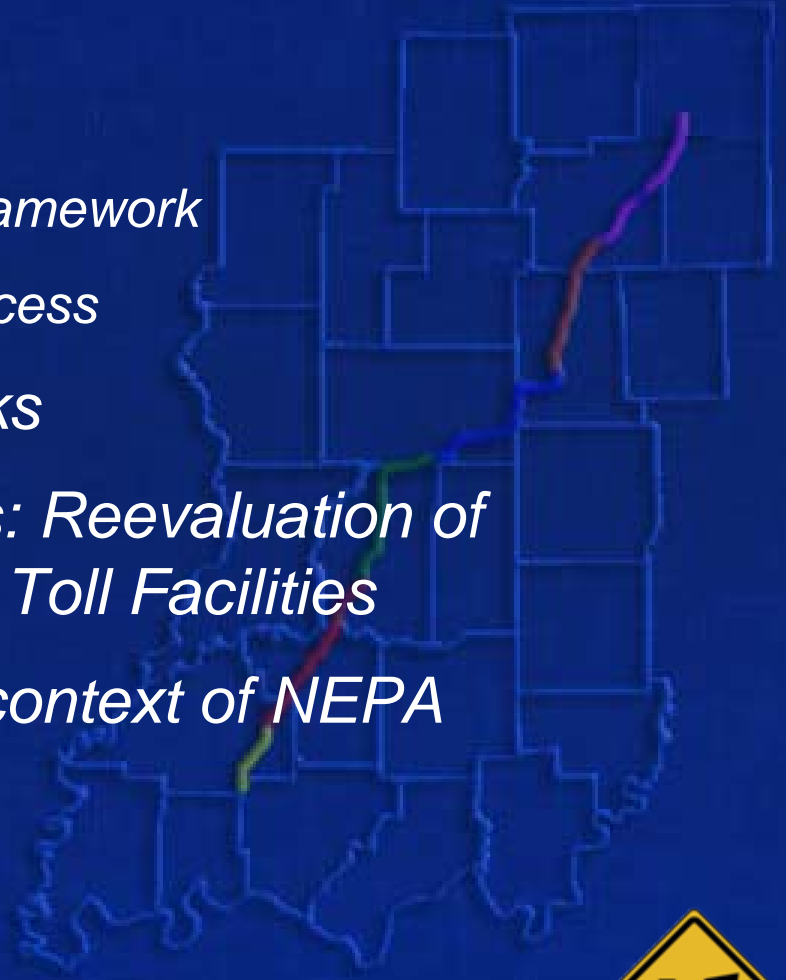 amework
cess
ks
s: Reevaluation of
Toll Facilities
context of NEPA